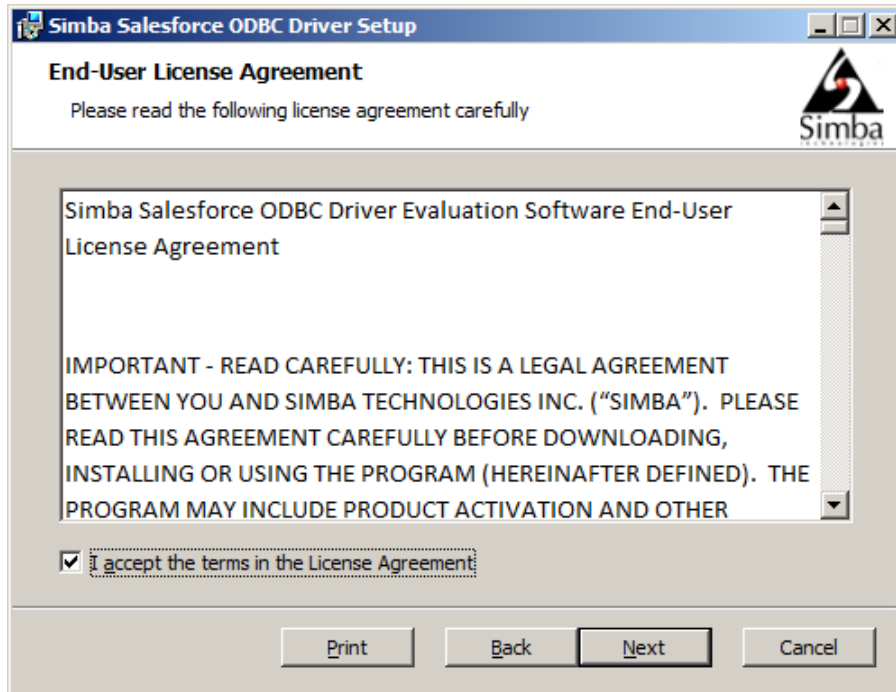 Simba Salesforce ODBC Driver Setup
End-User License Agreement
Please read the following license agreement carefully
Simba
Simba Salesforce ODBC Driver Evaluation Software End-User
License Agreement
IMPORTANT - READ CAREFULLY: THIS IS A LEGAL AGREEMENT
BETWEEN YOU AND SIMBA TECHNOLOGIES INC. (“SIMBA”).  PLEASE
READ THIS AGREEMENT CAREFULLY BEFORE DOWNLOADING,
INSTALLING OR USING THE PROGRAM (HEREINAFTER DEFINED).  THE
PROGRAM MAY INCLUDE PRODUCT ACTIVATION AND OTHER
I accept the terms in the License Agreement
Print Back Next Cancel